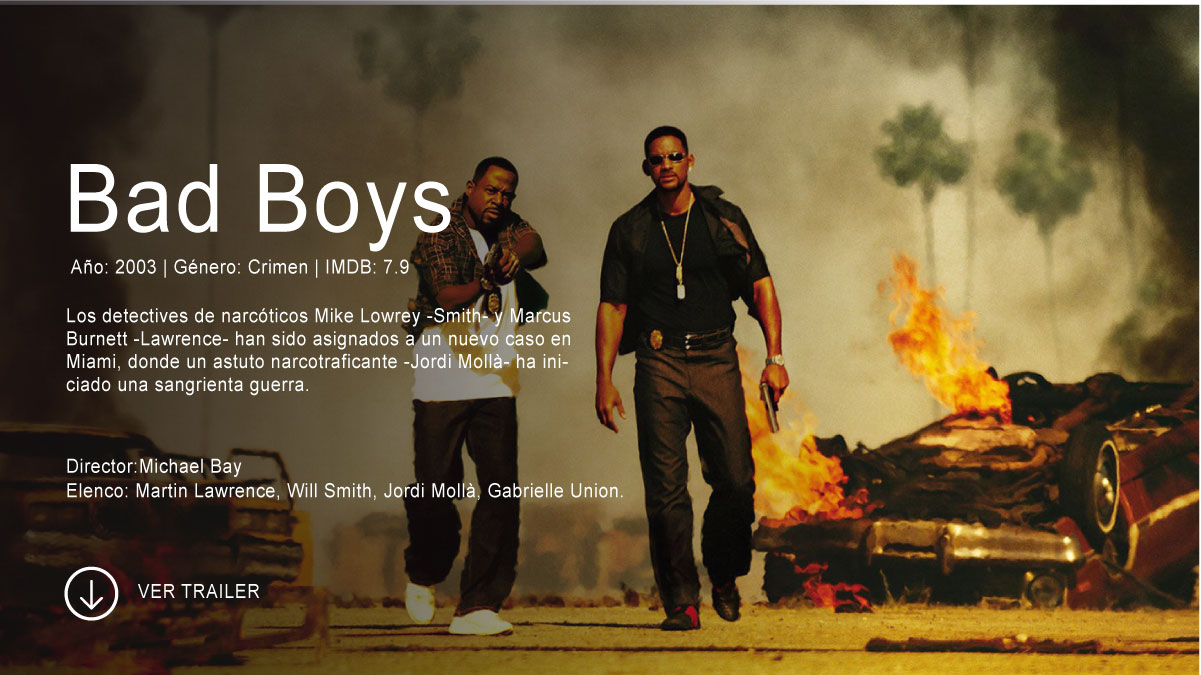 Bad Boys
Año: 2003 | Género: Crimen | IMDB: 7.9
Los detectives de narcóticos Mike Lowrey -Smith- y Marcus
Burnett -Lawrence- han sido asignados a un nuevo caso en
Miami, donde un astuto narcotraficante -Jordi Mollà- ha ini-
ciado una sangrienta guerra.
Director:Michael Bay
Elenco: Martin Lawrence, Will Smith, Jordi Mollà, Gabrielle Union.
VER TRAILER